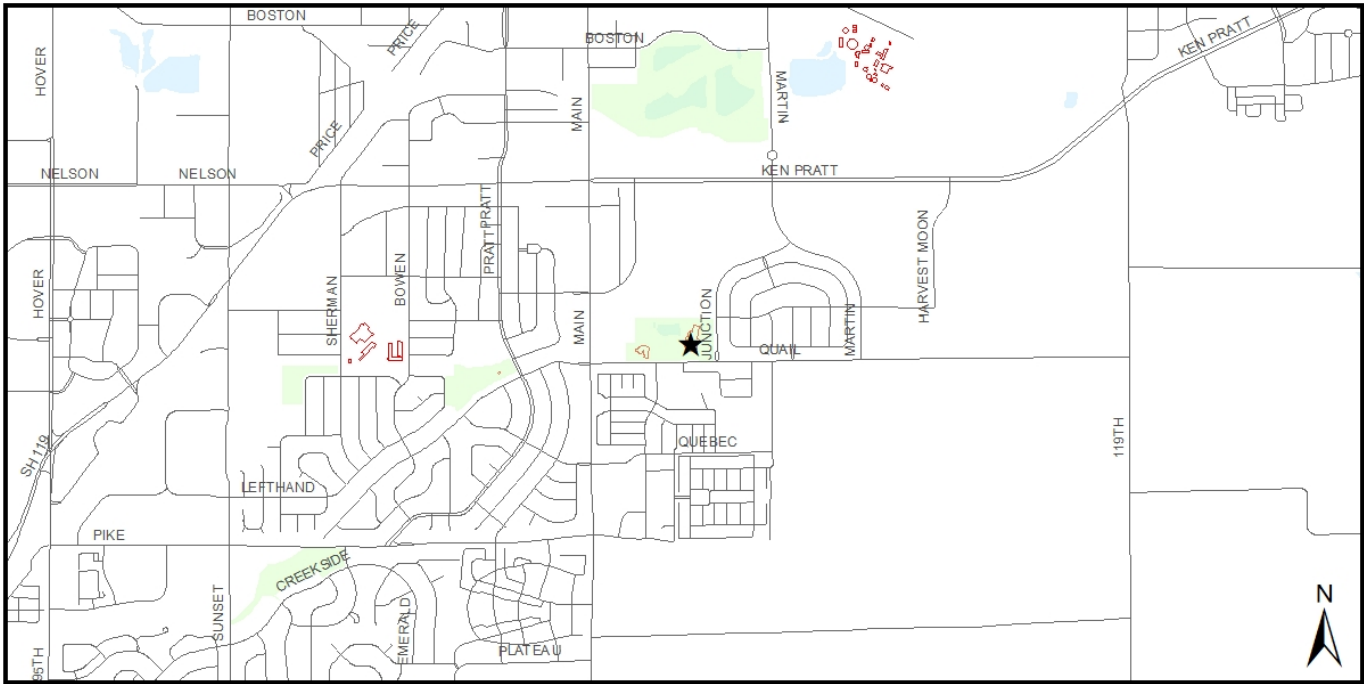 BOSTON
PRICE
BOSTON
KEN PRATT
HOVER
MAIN
MARTIN
PRICE
NELSON
NELSON
KEN PRATT
PRATT
PRATT
BOWEN
HARVEST MOON
HOVER
SHERMAN
MAIN
JUNCTION
MARTIN
QUAIL
SH 119
QUEBEC
119TH
LEFTHAND
PIKE
CREEKSIDE
SUNSET
EMERALD
PLATEAU
95TH
N